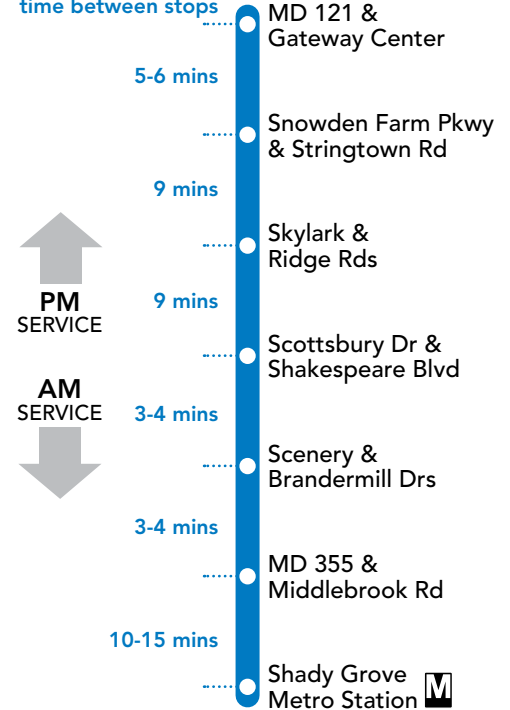 time between stops
MD 121 &
Gateway Center
5-6 mins
Snowden Farm Pkwy
& Stringtown Rd
9 mins
Skylark &
Ridge Rds
PM
SERVICE
9 mins
Scottsbury Dr &
Shakespeare Blvd
AM
SERVICE
3-4 mins
Scenery &
Brandermill Drs
3-4 mins
MD 355 &
Middlebrook Rd
10-15 mins
Shady Grove
Metro Station M